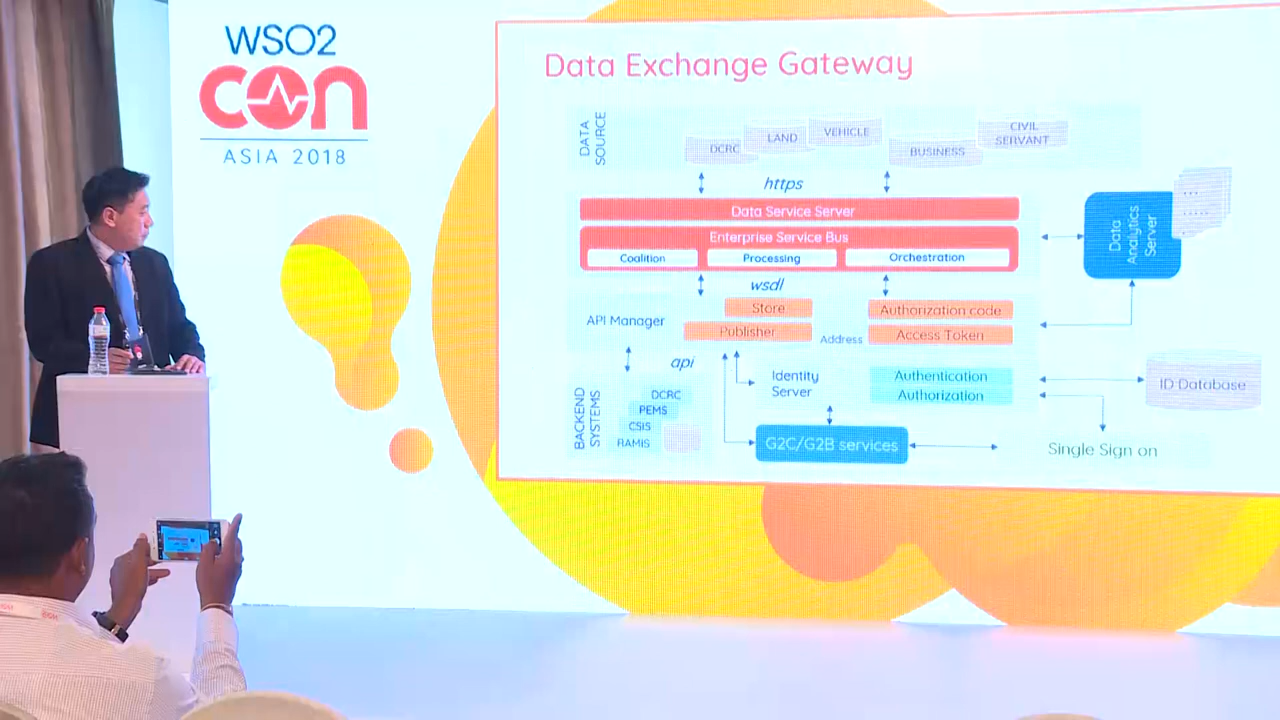 WSO2
CON
ASIA 2018
Data Exchange Gateway
DATA
SOURCE
DCRC
LAND
VEHICLE
BUSINESS
CIVIL
SERVANT
https
Data Service Server
Enterprise Service Bus
Coalition
Processing
Orchestration
Data
Analytics
Server
wsdl
API Manager
Store
Publisher
Address
Authorization code
Access Token
api
BACKEND
SYSTEMS
DCRC
PEMS
CSIS
RAMIS
Identity
Server
Authentication
Authorization
ID Database
G2C/G2B services
Single Sign on